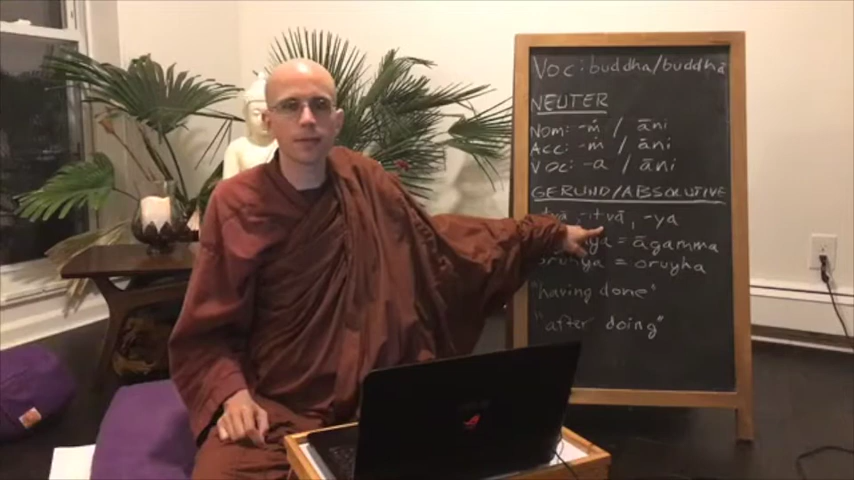 Voc: buddha/buddhā
NEUTER
Nom: -ṁ / āni
Acc: -ṁ / āni
Voc: -a / āni
GERUND/ABSOLUTIVE
-itvā, -ya
= āgamma
= oruyha
"having done"
"after doing"